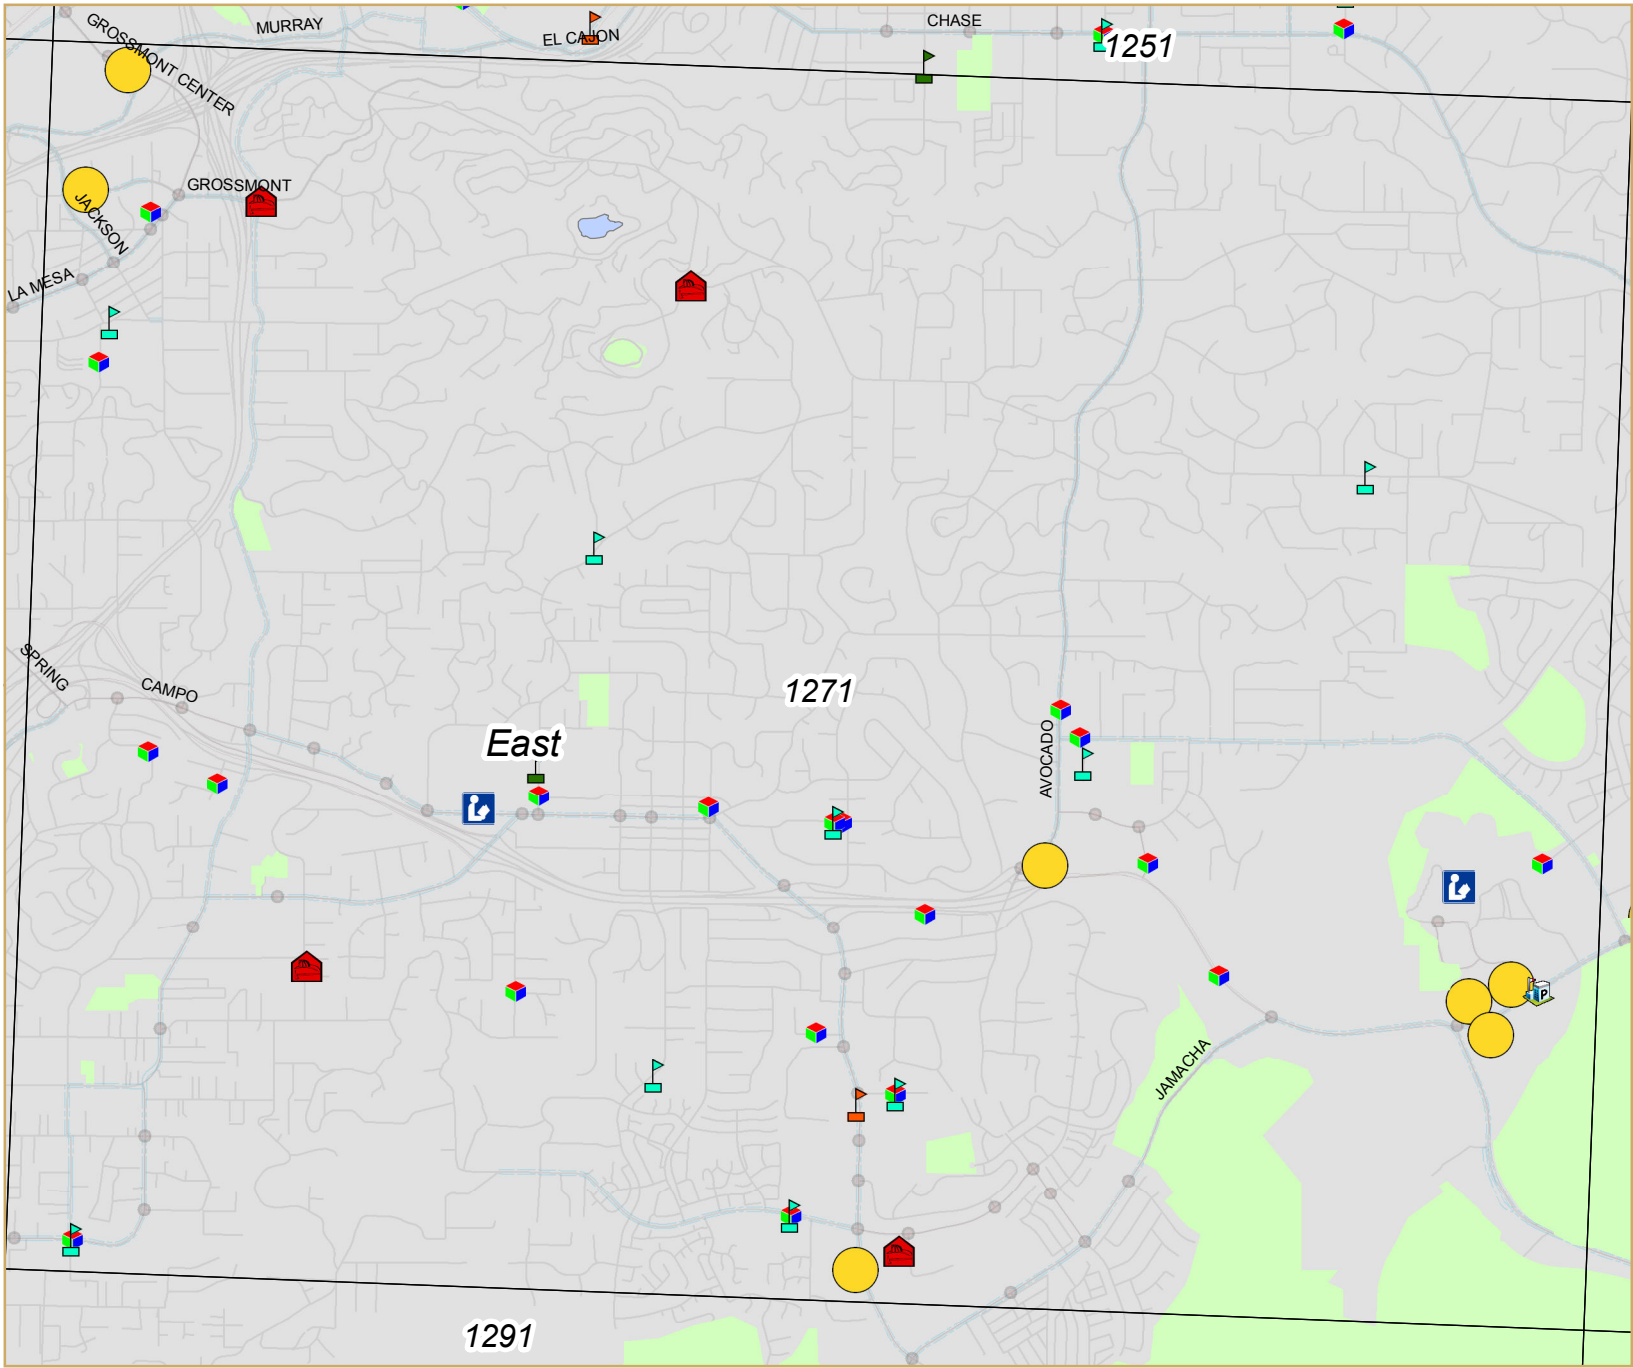 MURRAY
CHASE
GROSSMONT CENTER
EL CAJON
1251
GROSSMONT
JACKSON
LA MESA
SPRING
CAMPO
1271
East
AVOCADO
P
JAMACHA
1291